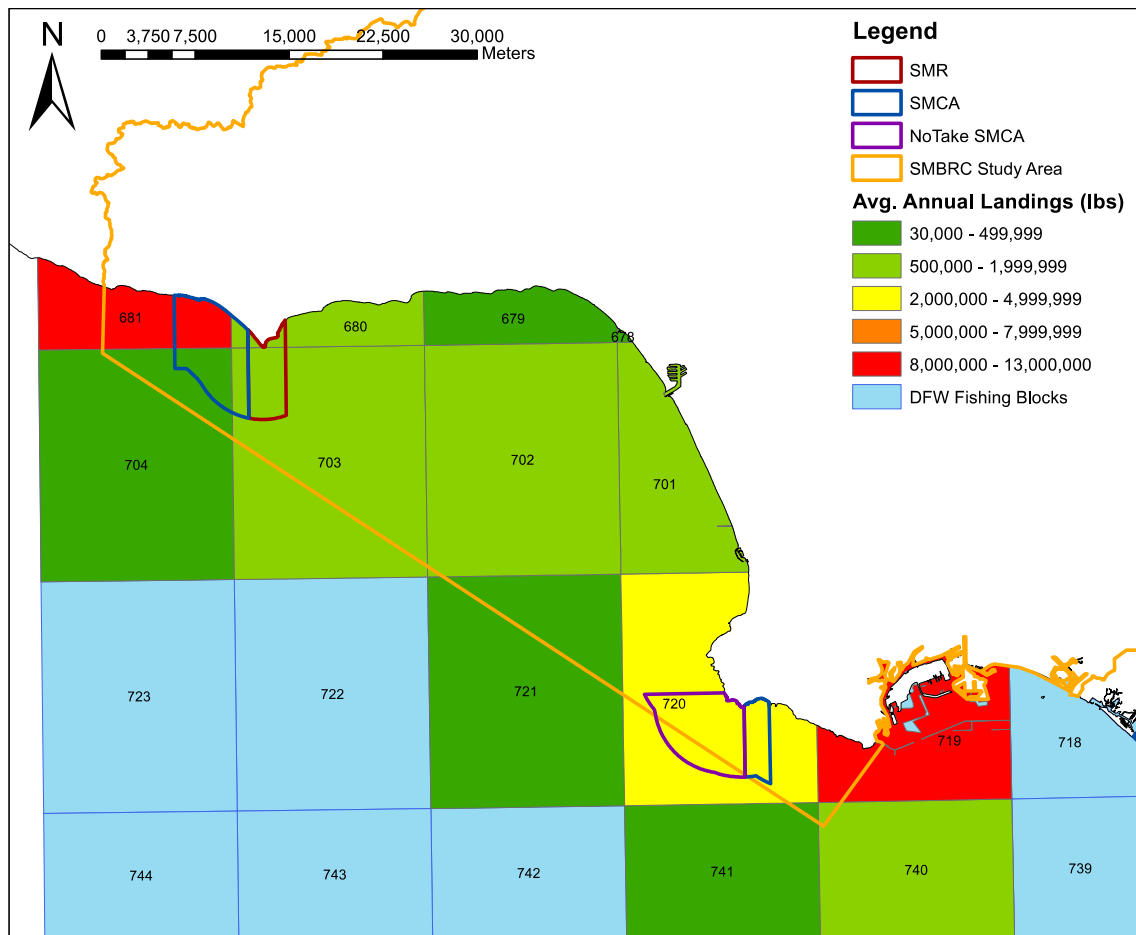 N
0 3,750 7,500 15,000 22,500 30,000
Meters
Legend
SMR
SMCA
NoTake SMCA
SMBRC Study Area
Avg. Annual Landings (lbs)
30,000 - 499,999
500,000 - 1,999,999
2,000,000 - 4,999,999
5,000,000 - 7,999,999
8,000,000 - 13,000,000
DFW Fishing Blocks
681
680
679
678
704
703
702
701
723
722
721
720
719
718
744
743
742
741
740
739